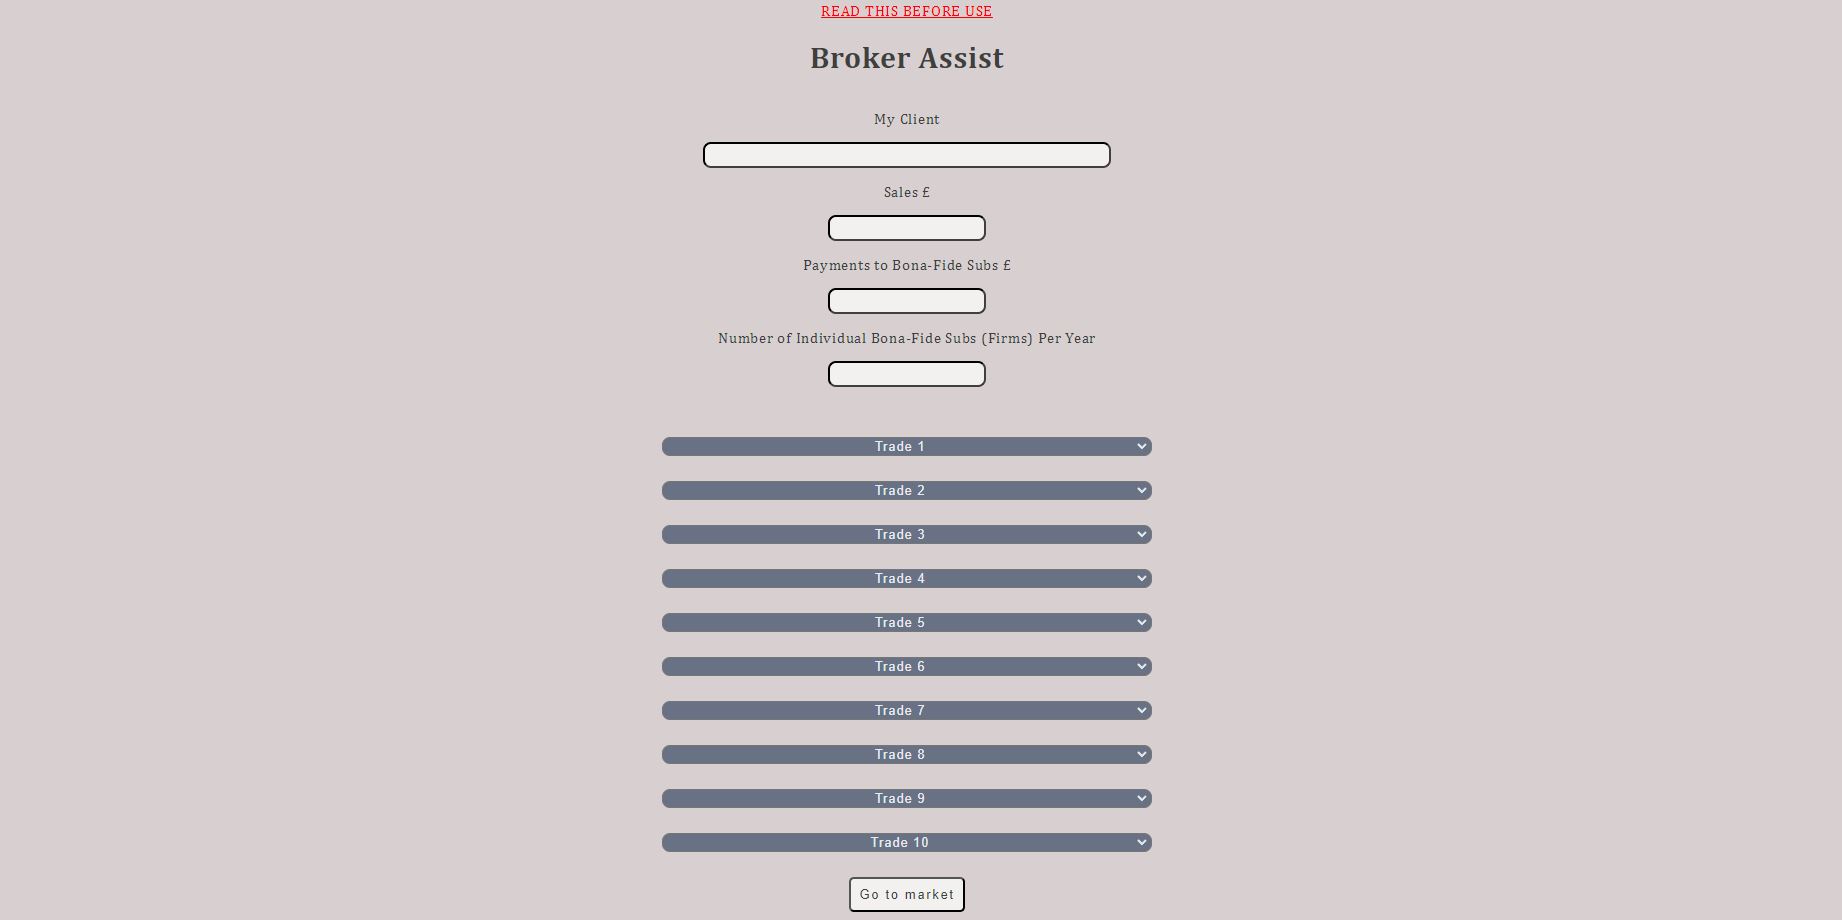 READ THIS BEFORE USE
Broker Assist
My Client
Sales £
Payments to Bona-Fide Subs £
Number of Individual Bona-Fide Subs (Firms) Per Year
Trade 1
Trade 2
Trade 3
Trade 4
Trade 5
Trade 6
Trade 7
Trade 8
Trade 9
Trade 10
Go to market